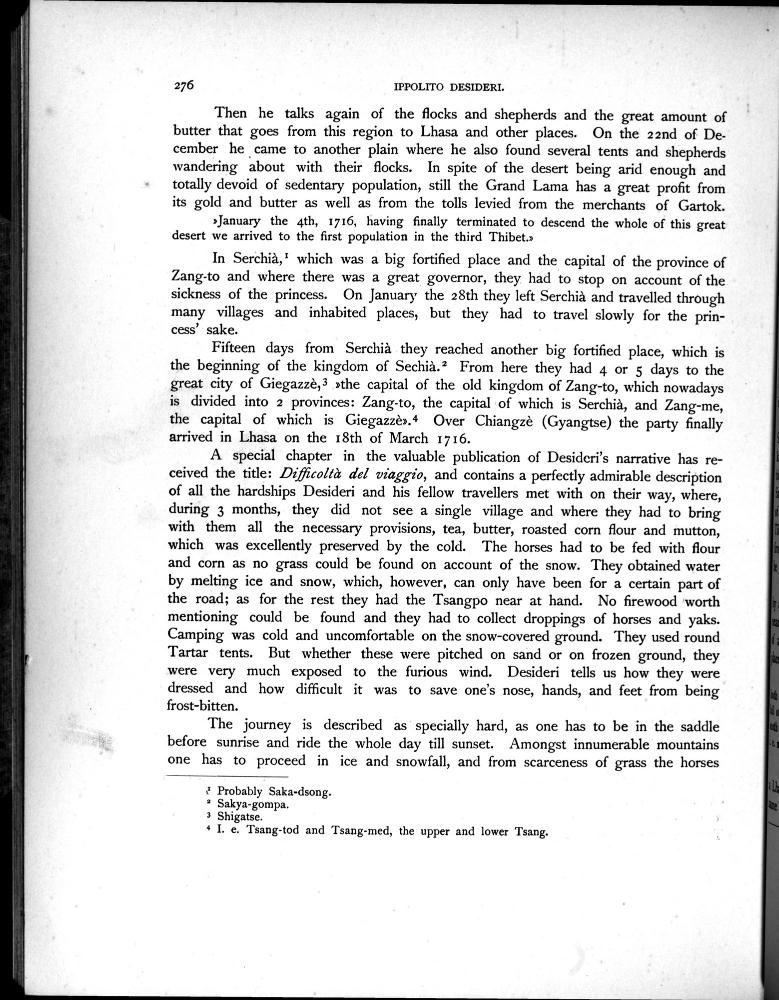 276
IPPOLITO DESIDERI.
Then he talks again of the flocks and shepherds and the great amount of
butter that goes from this region to Lhasa and other places. On the 22nd of De-
cember he came to another plain where he also found several tents and shepherds
wandering about with their flocks. In spite of the desert being arid enough and
totally devoid of sedentary population, still the Grand Lama has a great profit from
its gold and butter as well as from the tolls levied from the merchants of Gartok.
»January the 4th, 1716, having finally terminated to descend the whole of this great
desert we arrived to the first population in the third Thibet.»
In Serchià,¹ which was a big fortified place and the capital of the province of
Zang-to and where there was a great governor, they had to stop on account of the
sickness of the princess. On January the 28th they left Serchià and travelled through
many villages and inhabited places, but they had to travel slowly for the prin-
cess' sake.
Fifteen days from Serchià they reached another big fortified place, which is
the beginning of the kingdom of Sechià.² From here they had 4 or 5 days to the
great city of Giegazzè,³ »the capital of the old kingdom of Zang-to, which nowadays
is divided into 2 provinces: Zang-to, the capital of which is Serchià, and Zang-me,
the capital of which is Giegazzè».⁴ Over Chiangzè (Gyangtse) the party finally
arrived in Lhasa on the 18th of March 1716.
A special chapter in the valuable publication of Desideri's narrative has re-
ceived the title: Difficoltà del viaggio, and contains a perfectly admirable description
of all the hardships Desideri and his fellow travellers met with on their way, where,
during 3 months, they did not see a single village and where they had to bring
with them all the necessary provisions, tea, butter, roasted corn flour and mutton,
which was excellently preserved by the cold. The horses had to be fed with flour
and corn as no grass could be found on account of the snow. They obtained water
by melting ice and snow, which, however, can only have been for a certain part of
the road; as for the rest they had the Tsangpo near at hand. No firewood worth
mentioning could be found and they had to collect droppings of horses and yaks.
Camping was cold and uncomfortable on the snow-covered ground. They used round
Tartar tents. But whether these were pitched on sand or on frozen ground, they
were very much exposed to the furious wind. Desideri tells us how they were
dressed and how difficult it was to save one's nose, hands, and feet from being
frost-bitten.
The journey is described as specially hard, as one has to be in the saddle
before sunrise and ride the whole day till sunset. Amongst innumerable mountains
one has to proceed in ice and snowfall, and from scarceness of grass the horses
¹ Probably Saka-dsong.
² Sakya-gompa.
³ Shigatse.
⁴ I. e. Tsang-tod and Tsang-med, the upper and lower Tsang.